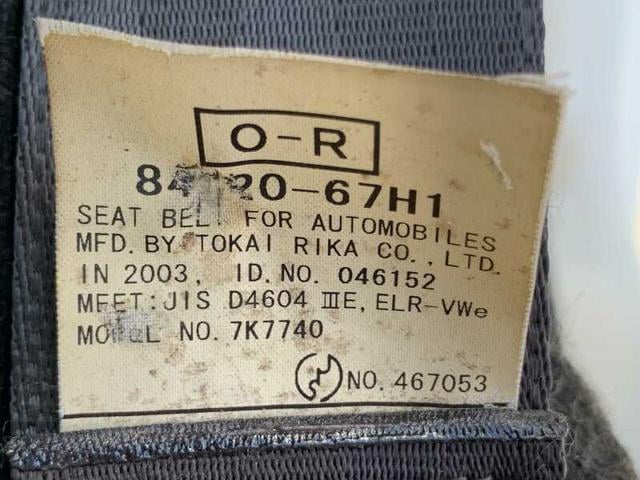 O-R
SEAT BELT FOR AUTOMOBILES
MFD. BY TOKAI RIKA CO., LTD.
IN 2003, ID. NO. 046152
MEET: JIS D4604 ⅢE, ELR-VWe
MODEL NO. 7K7740
NO. 467053